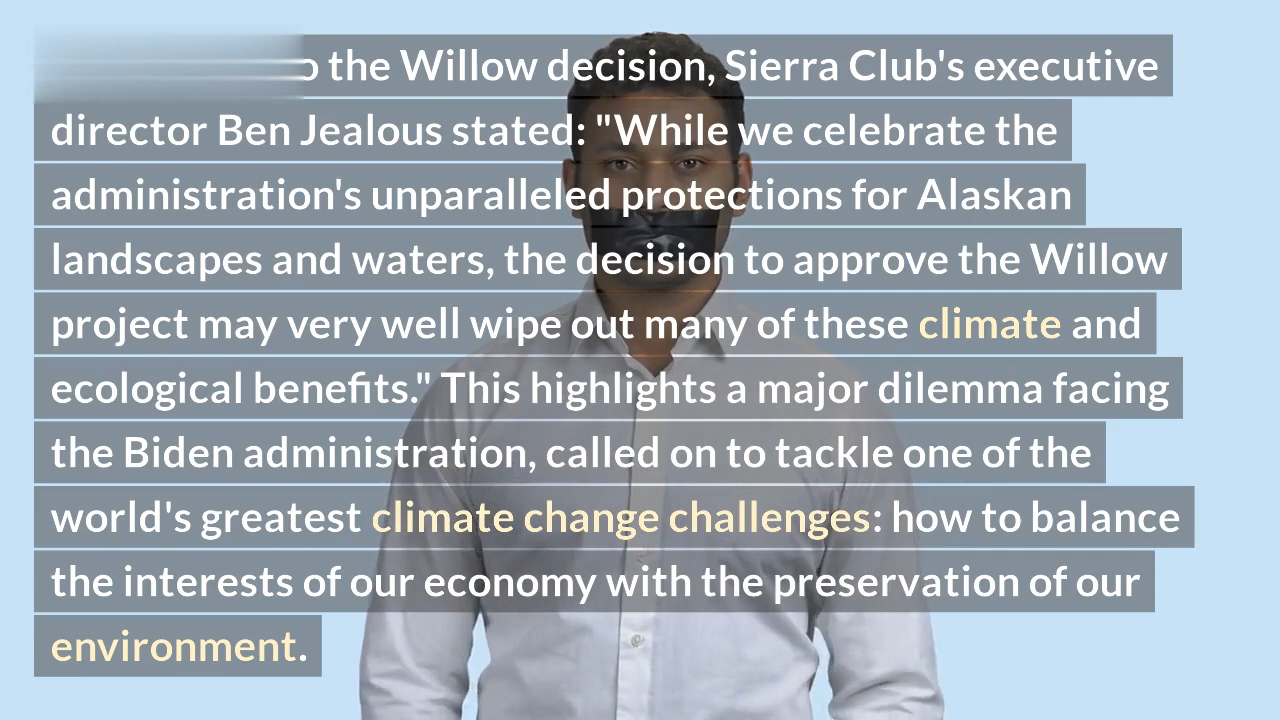 the Willow decision, Sierra Club's executive
director Ben Jealous stated: "While we celebrate the
administration's unparalleled protections for Alaskan
landscapes and waters, the decision to approve the Willow
project may very well wipe out many of these climate and
ecological benefits." This highlights a major dilemma facing
the Biden administration, called on to tackle one of the
world's greatest climate change challenges: how to balance
the interests of our economy with the preservation of our
environment.